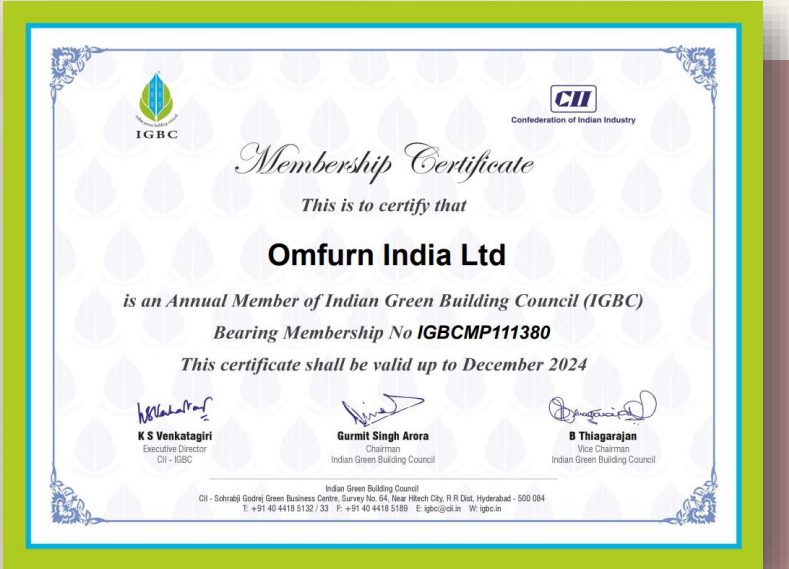 IGBC
CII
Confederation of Indian Industry
Membership Certificate
This is to certify that
Omfurn India Ltd
is an Annual Member of Indian Green Building Council (IGBC)
Bearing Membership No IGBCMP111380
This certificate shall be valid up to December 2024
K S Venkatagiri
Executive Director
CII - IGBC
Gurmit Singh Arora
Chairman
Indian Green Building Council
B Thiagarajan
Vice Chairman
Indian Green Building Council
Indian Green Building Council
CII - Sohrabji Godrej Green Business Centre, Survey No. 64, Near Hitech City, R R Dist, Hyderabad - 500 084
T: +91 40 4418 5132 / 33 F: +91 40 4418 5189 E: igbc@cii.in W: igbc.in